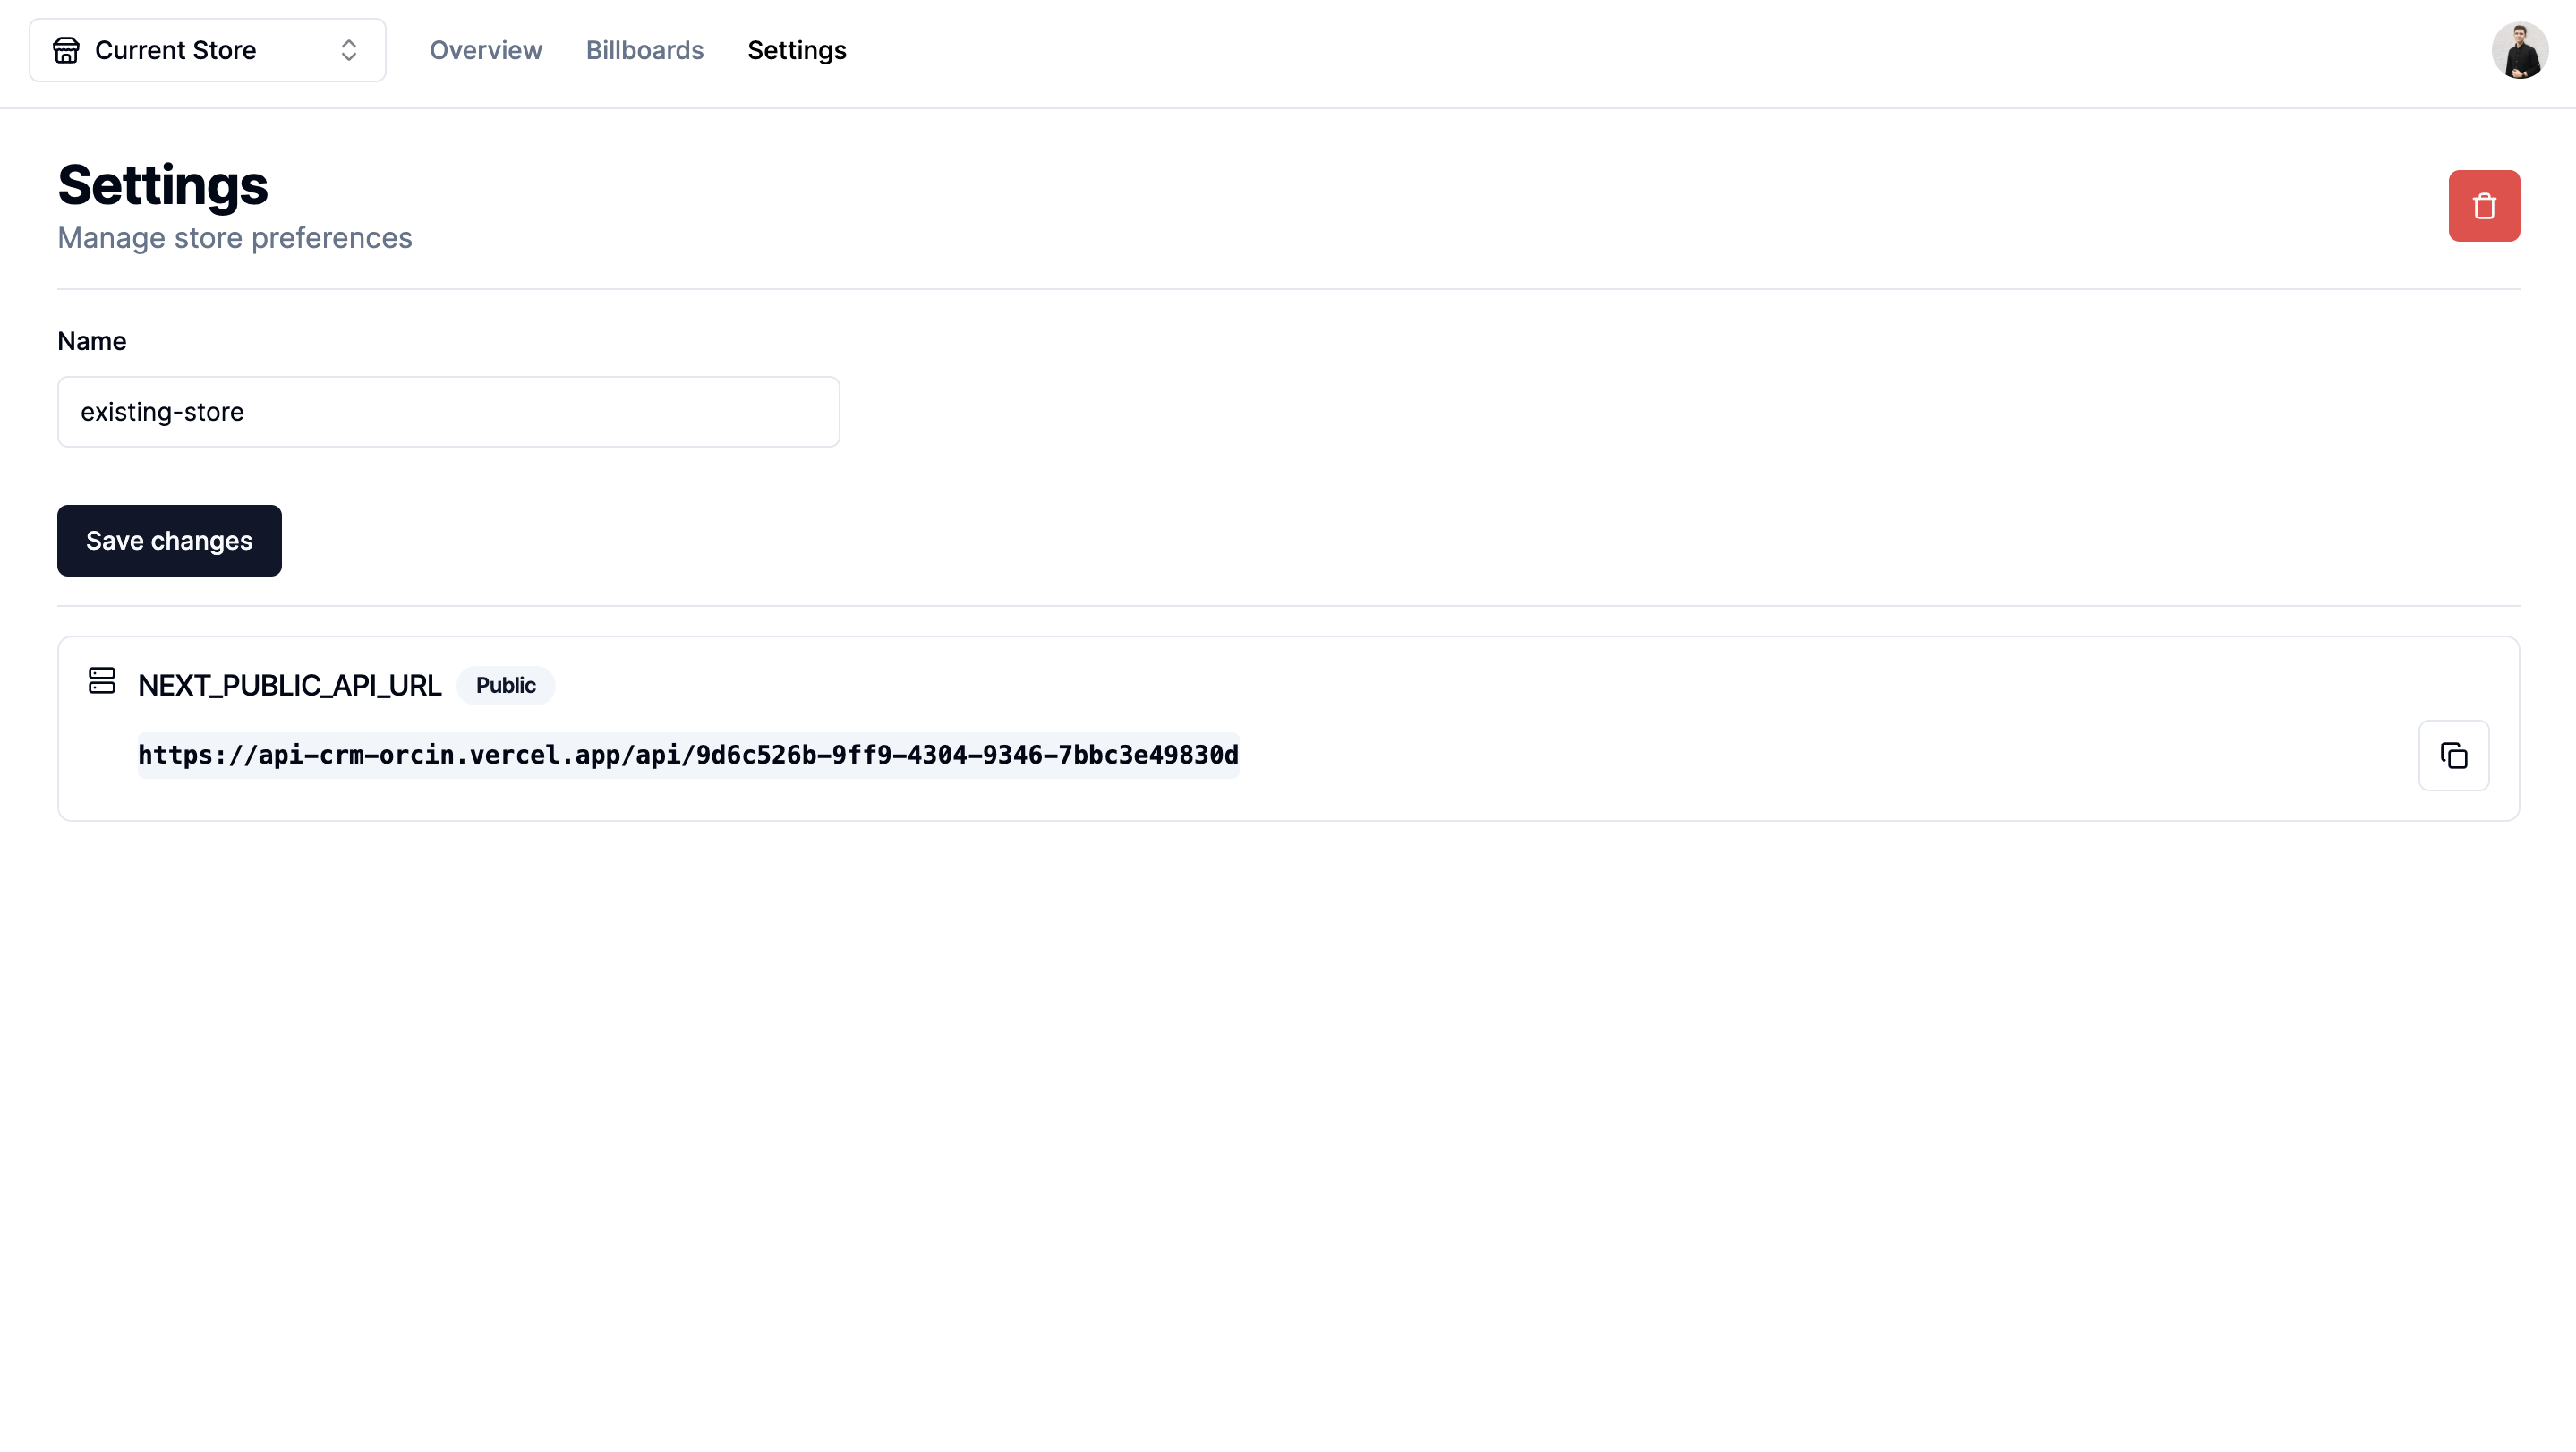 Current Store
Overview
Billboards
Settings
Settings
Manage store preferences
Name
existing-store
Save changes
NEXT_PUBLIC_API_URL Public
https://api-crm-orcin.vercel.app/api/9d6c526b-9ff9-4304-9346-7bbc3e49830d